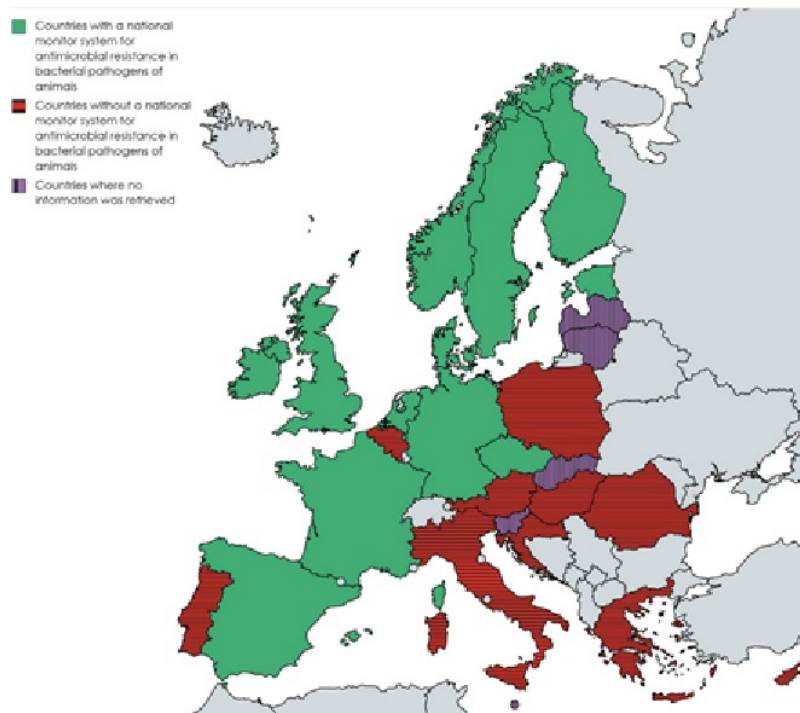 Countries with a national
monitor system for
antimicrobial resistance in
bacterial pathogens of
animals
Countries without a national
monitor system for
antimicrobial resistance in
bacterial pathogens of
animals
Countries where no
information was retrieved